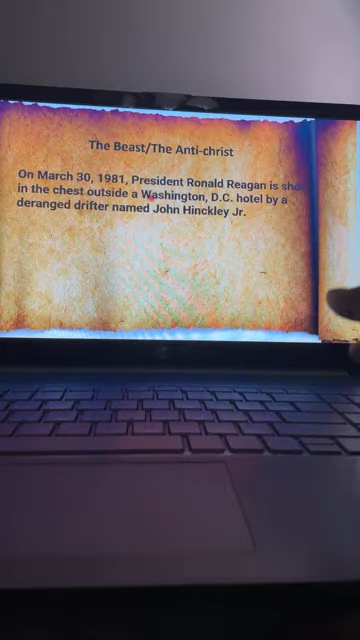 The Beast/The Anti-christ
On March 30, 1981, President Ronald Reagan is shot
in the chest outside a Washington, D.C. hotel by a
deranged drifter named John Hinckley Jr.